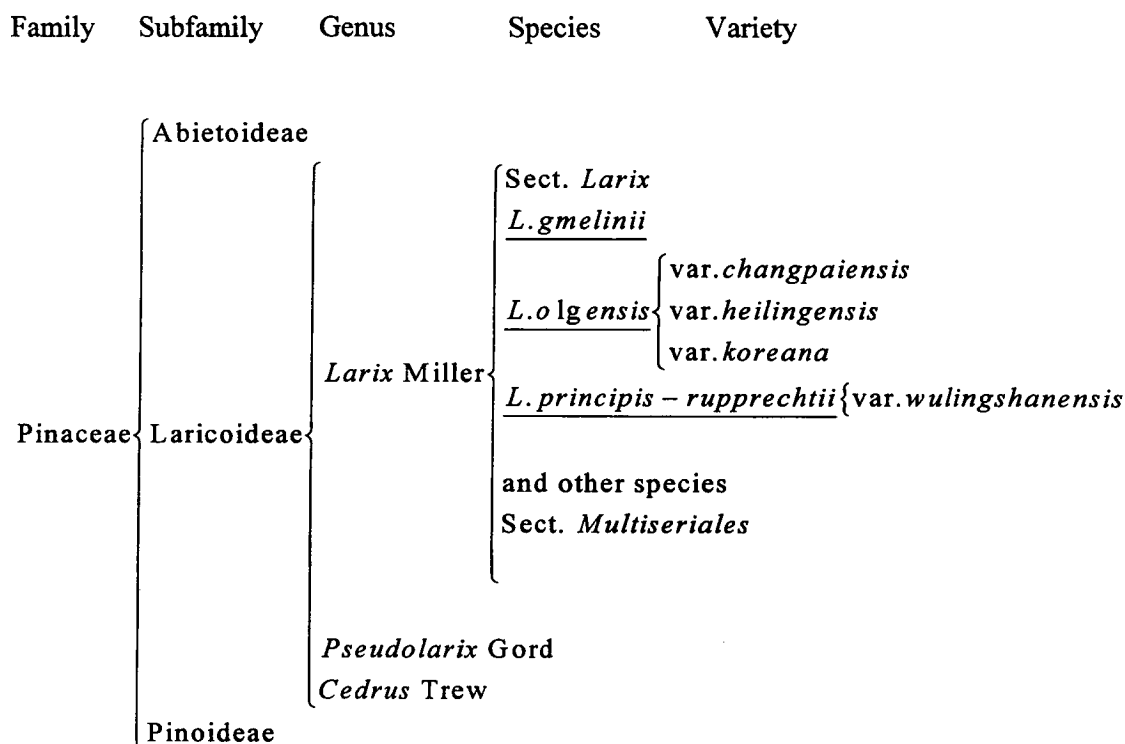 Family Subfamily Genus Species Variety
Abietoideae
Sect. Larix
L.gmelinii
var.changpaiensis
L.olgensis var.heilingensis
var.koreana
Larix Miller
L.principis – rupprechtii var.wulingshanensis
Pinaceae Laricoideae
and other species
Sect. Multiseriales
Pseudolarix Gord
Cedrus Trew
Pinoideae